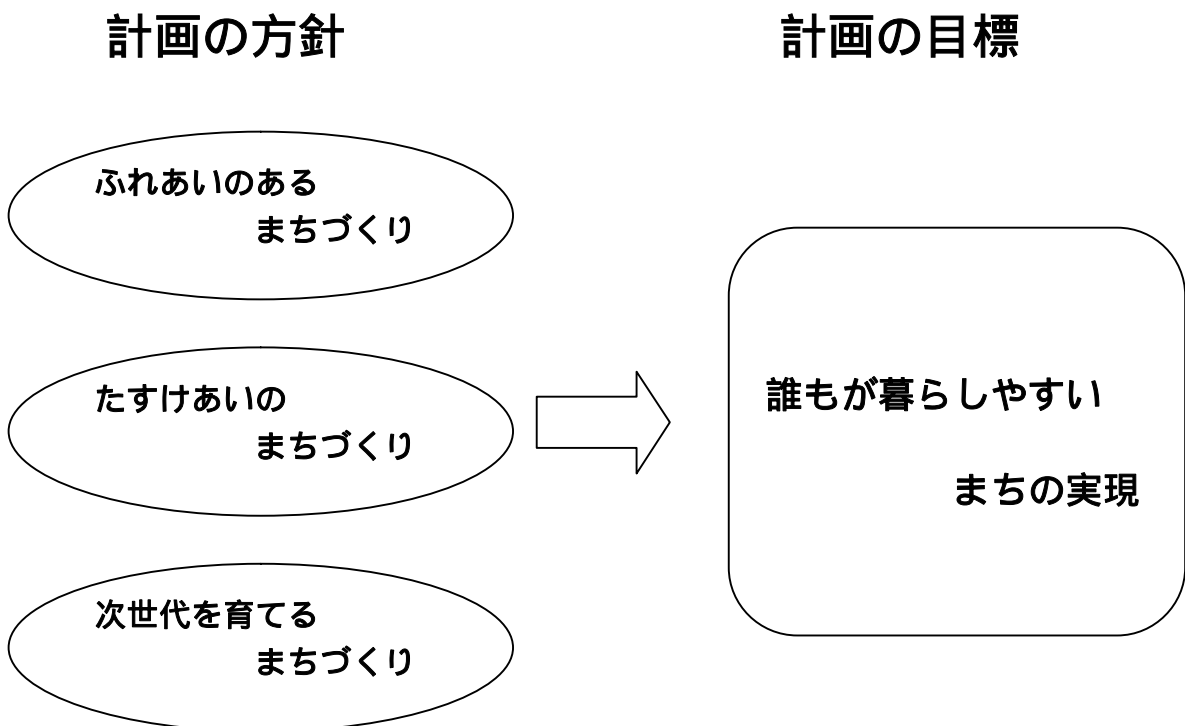 計画の方針
計画の目標
ふれあいのある
まちづくり
たすけあいの
まちづくり
次世代を育てる
まちづくり
誰もが暮らしやすい
まちの実現